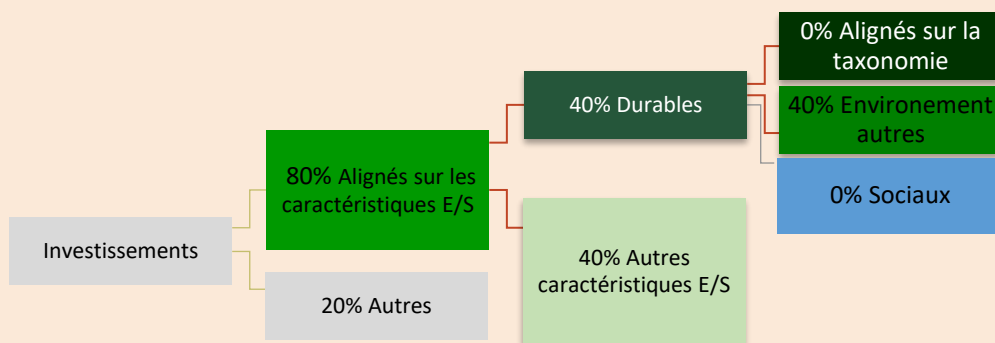 Investissements
80% Alignés sur les
caractéristiques E/S
20% Autres
40% Durables
40% Autres
caractéristiques E/S
0% Alignés sur la
taxonomie
40% Environement
autres
0% Sociaux